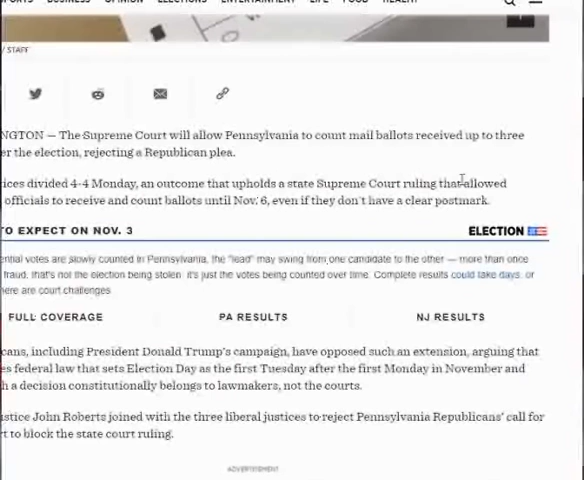 SPORTS BUSINESS OPINION ELECTIONS ENTERTAINMENT LIFE FOOD HEALTH
/ STAFF
NGTON — The Supreme Court will allow Pennsylvania to count mail ballots received up to three
er the election, rejecting a Republican plea.
ices divided 4-4 Monday, an outcome that upholds a state Supreme Court ruling that allowed
officials to receive and count ballots until Nov. 6, even if they don't have a clear postmark.
TO EXPECT ON NOV. 3
ELECTION
ential votes are slowly counted in Pennsylvania, the "lead" may swing from one candidate to the other — more than once
fraud, that's not the election being stolen: it's just the votes being counted over time. Complete results could take days, or
here are court challenges
FULL COVERAGE PA RESULTS NJ RESULTS
cans, including President Donald Trump's campaign, have opposed such an extension, arguing that
es federal law that sets Election Day as the first Tuesday after the first Monday in November and
h a decision constitutionally belongs to lawmakers, not the courts.
ustice John Roberts joined with the three liberal justices to reject Pennsylvania Republicans' call for
rt to block the state court ruling.
ADVERTISEMENT